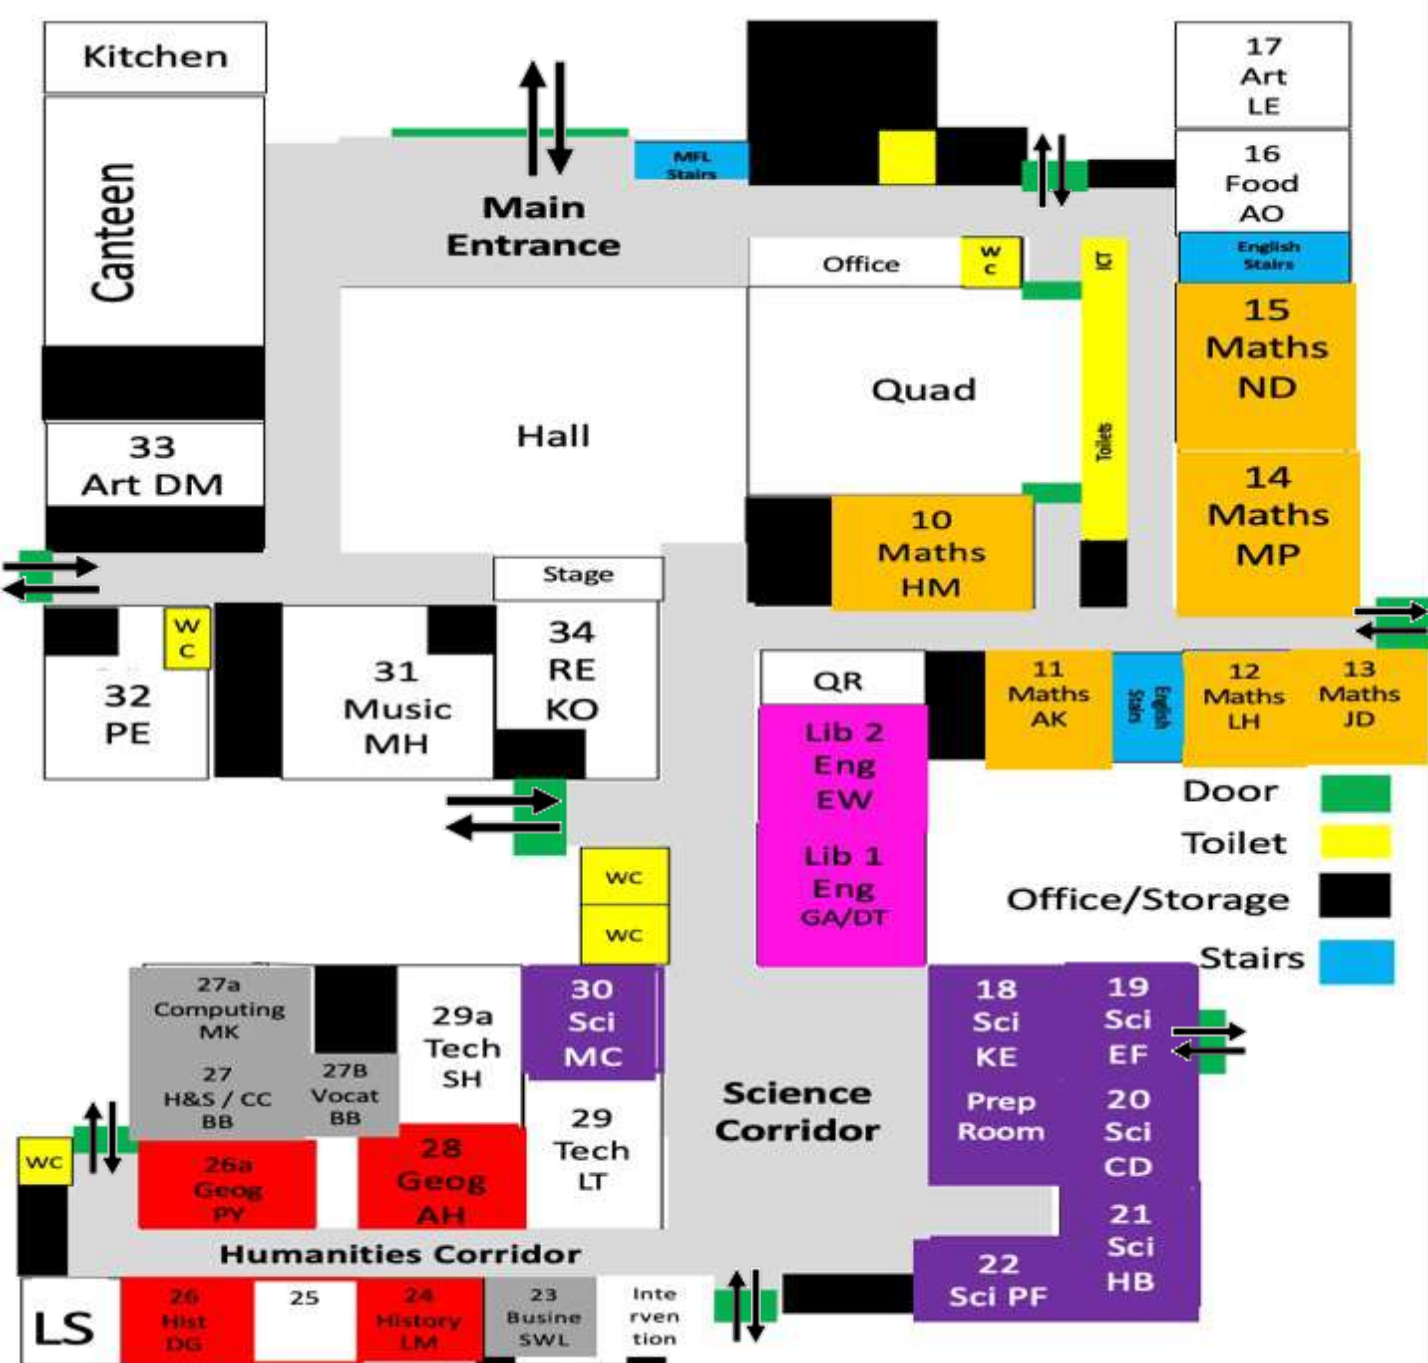 Kitchen
17
Art
LE
Canteen
MFL
Stairs
16
Food
AO
Main
Entrance
English
Stairs
Office
W
C
ICT
15
Maths
ND
Quad
Hall
Toilets
33
Art DM
14
Maths
MP
10
Maths
HM
Stage
W
C
32
PE
31
Music
MH
34
RE
KO
QR
11
Maths
AK
English
Stairs
12
Maths
LH
13
Maths
JD
Lib 2
Eng
EW
Door
Toilet
Office/Storage
Stairs
Lib 1
Eng
GA/DT
WC
WC
27a
Computing
MK
27
H&S / CC
BB
27B
Vocat
BB
29a
Tech
SH
30
Sci
MC
18
Sci
KE
19
Sci
EF
Science
Corridor
Prep
Room
20
Sci
CD
WC
26a
Geog
PY
28
Geog
AH
29
Tech
LT
21
Sci
HB
Humanities Corridor
22
Sci PF
LS
26
Hist
DG
25
24
History
LM
23
Busine
SWL
Inte
rven
tion